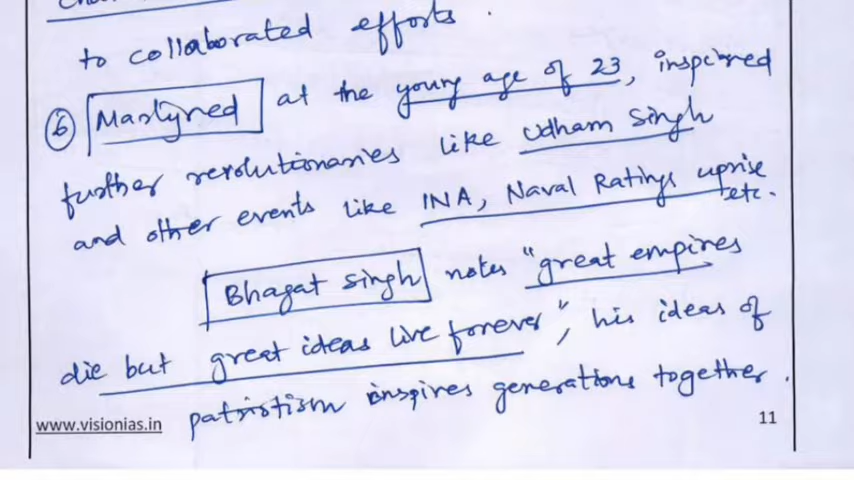 to collaborated efforts .
⑥ Martyred at the young age of 23, inspired
further revolutionaries like Udham Singh
and other events like INA, Naval Ratings uprise
etc.
Bhagat Singh notes "great empires
die but great ideas live forever", his ideas of
patriotism inspires generations together .
www.visionias.in
11